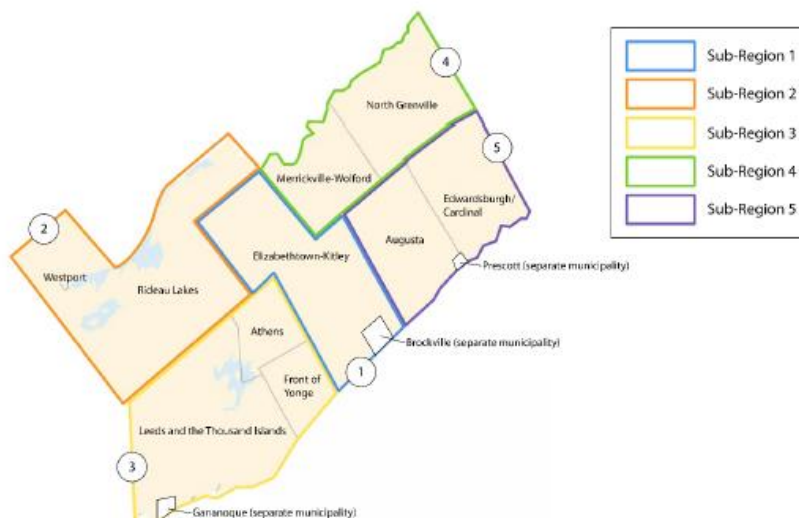 4
North Grenville
5
Merrickville-Wolford
Edwardsburgh/
Cardinal
2
Elizabethtown-Kitley
Augusta
Westport
Rideau Lakes
Prescott (separate municipality)
Athens
Brockville (separate municipality)
1
Front of
Yonge
Leeds and the Thousand Islands
3
Gananoque (separate municipality)
Sub-Region 1
Sub-Region 2
Sub-Region 3
Sub-Region 4
Sub-Region 5